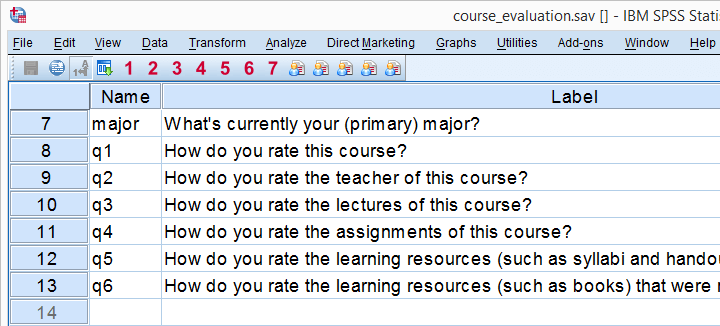 course_evaluation.sav [] - IBM SPSS Stati
File Edit View Data Transform Analyze Direct Marketing Graphs Utilities Add-ons Window Help
1 2 3 4 5 6 7
Name Label
7 major What's currently your (primary) major?
8 q1 How do you rate this course?
9 q2 How do you rate the teacher of this course?
10 q3 How do you rate the lectures of this course?
11 q4 How do you rate the assignments of this course?
12 q5 How do you rate the learning resources (such as syllabi and hando
13 q6 How do you rate the learning resources (such as books) that were
14